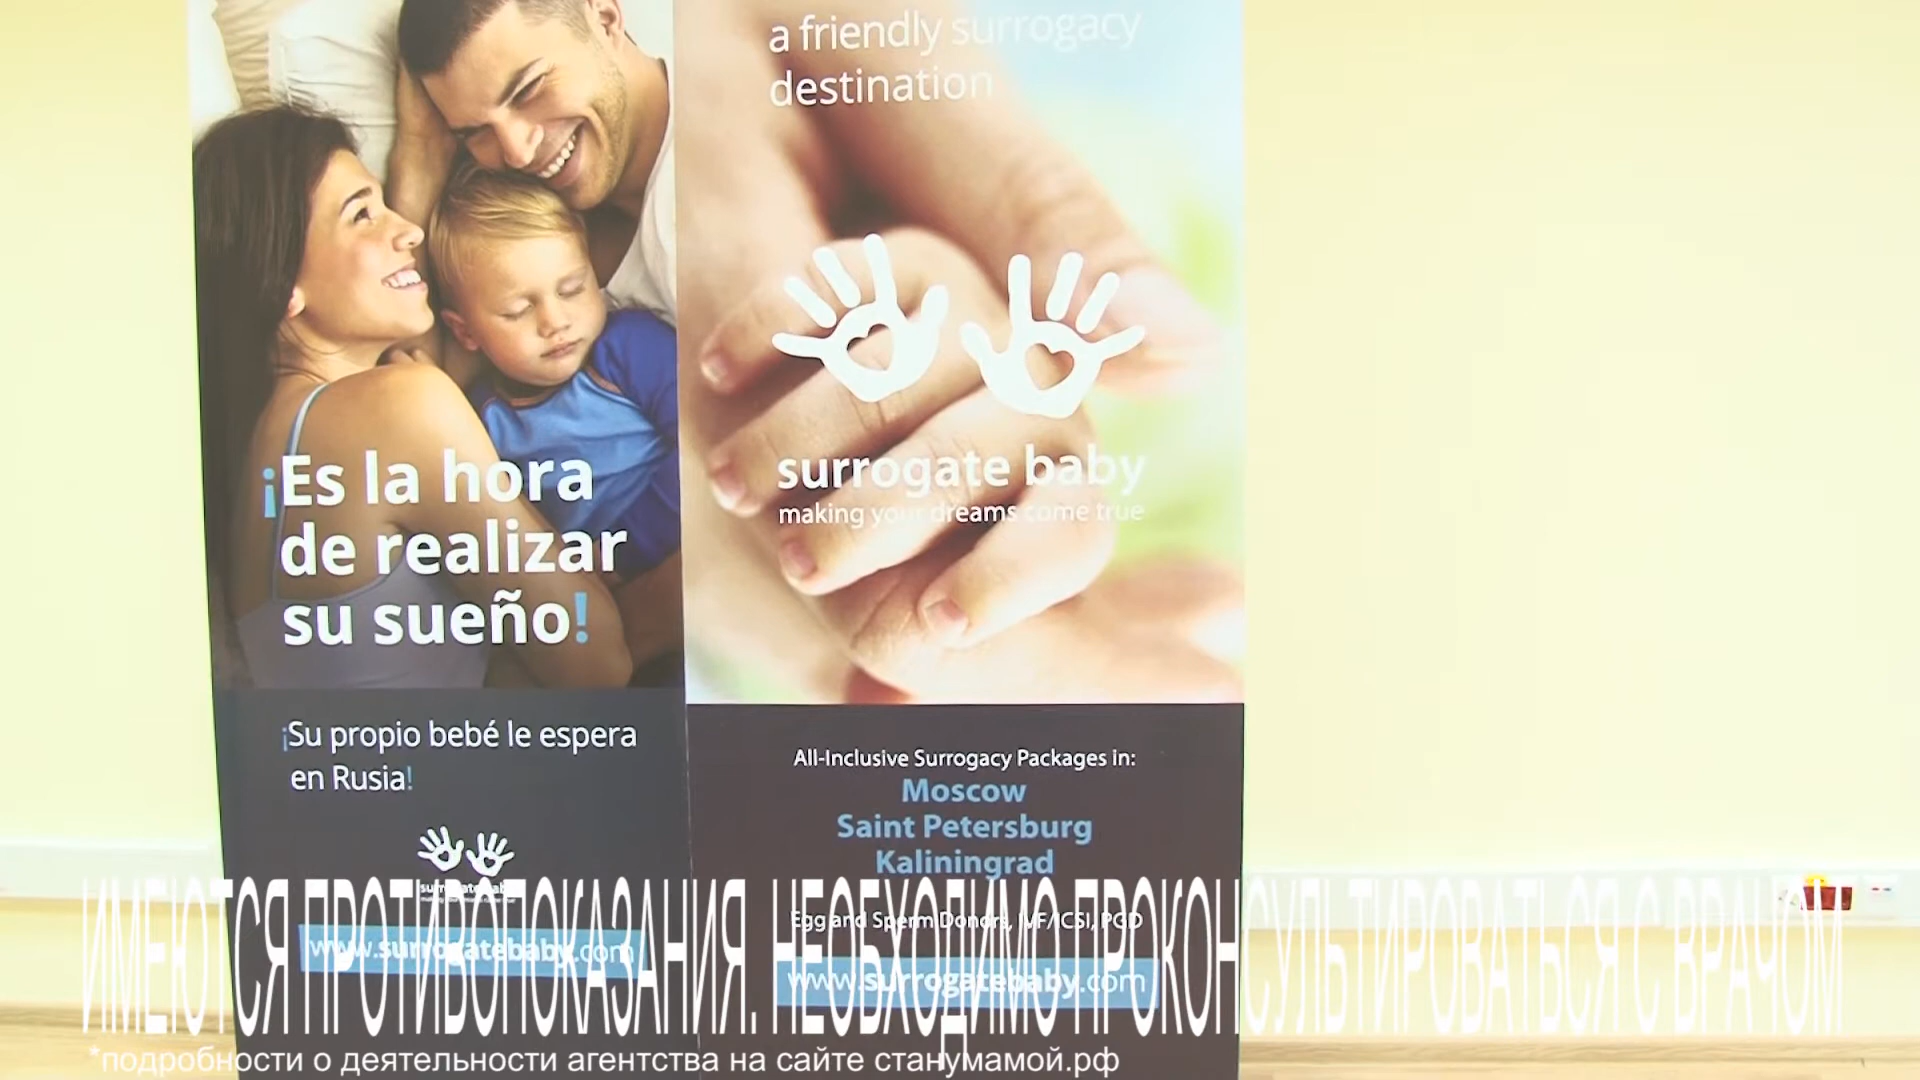 ¡Es la hora
de realizar
su sueño!
¡Su propio bebé le espera
en Rusia!
www.surrogatebaby.com
a friendly surrogacy
destination
surrogate baby
making your dreams come true
All-Inclusive Surrogacy Packages in:
Moscow
Saint Petersburg
Kaliningrad
Egg and Sperm Donors, IVF/ICSI, PGD
www.surrogatebaby.com
ИМЕЮТСЯ ПРОТИВОПОКАЗАНИЯ. НЕОБХОДИМО ПРОКОНСУЛЬТИРОВАТЬСЯ С ВРАЧОМ
*подробности о деятельности агентства на сайте станумамой.рф